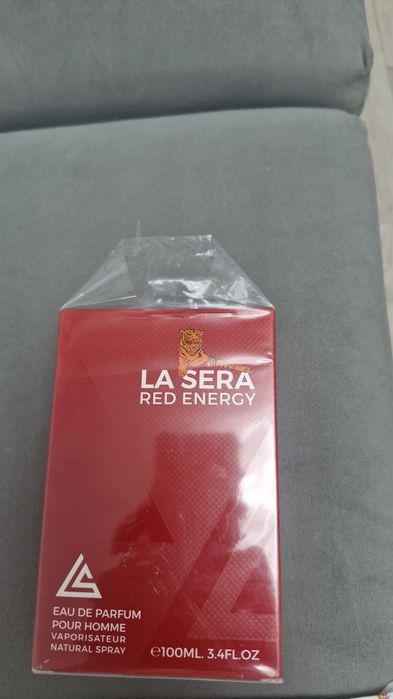 LA SERA
RED ENERGY
EAU DE PARFUM
POUR HOMME
VAPORISATEUR
NATURAL SPRAY
℮100ML. 3.4FL.OZ